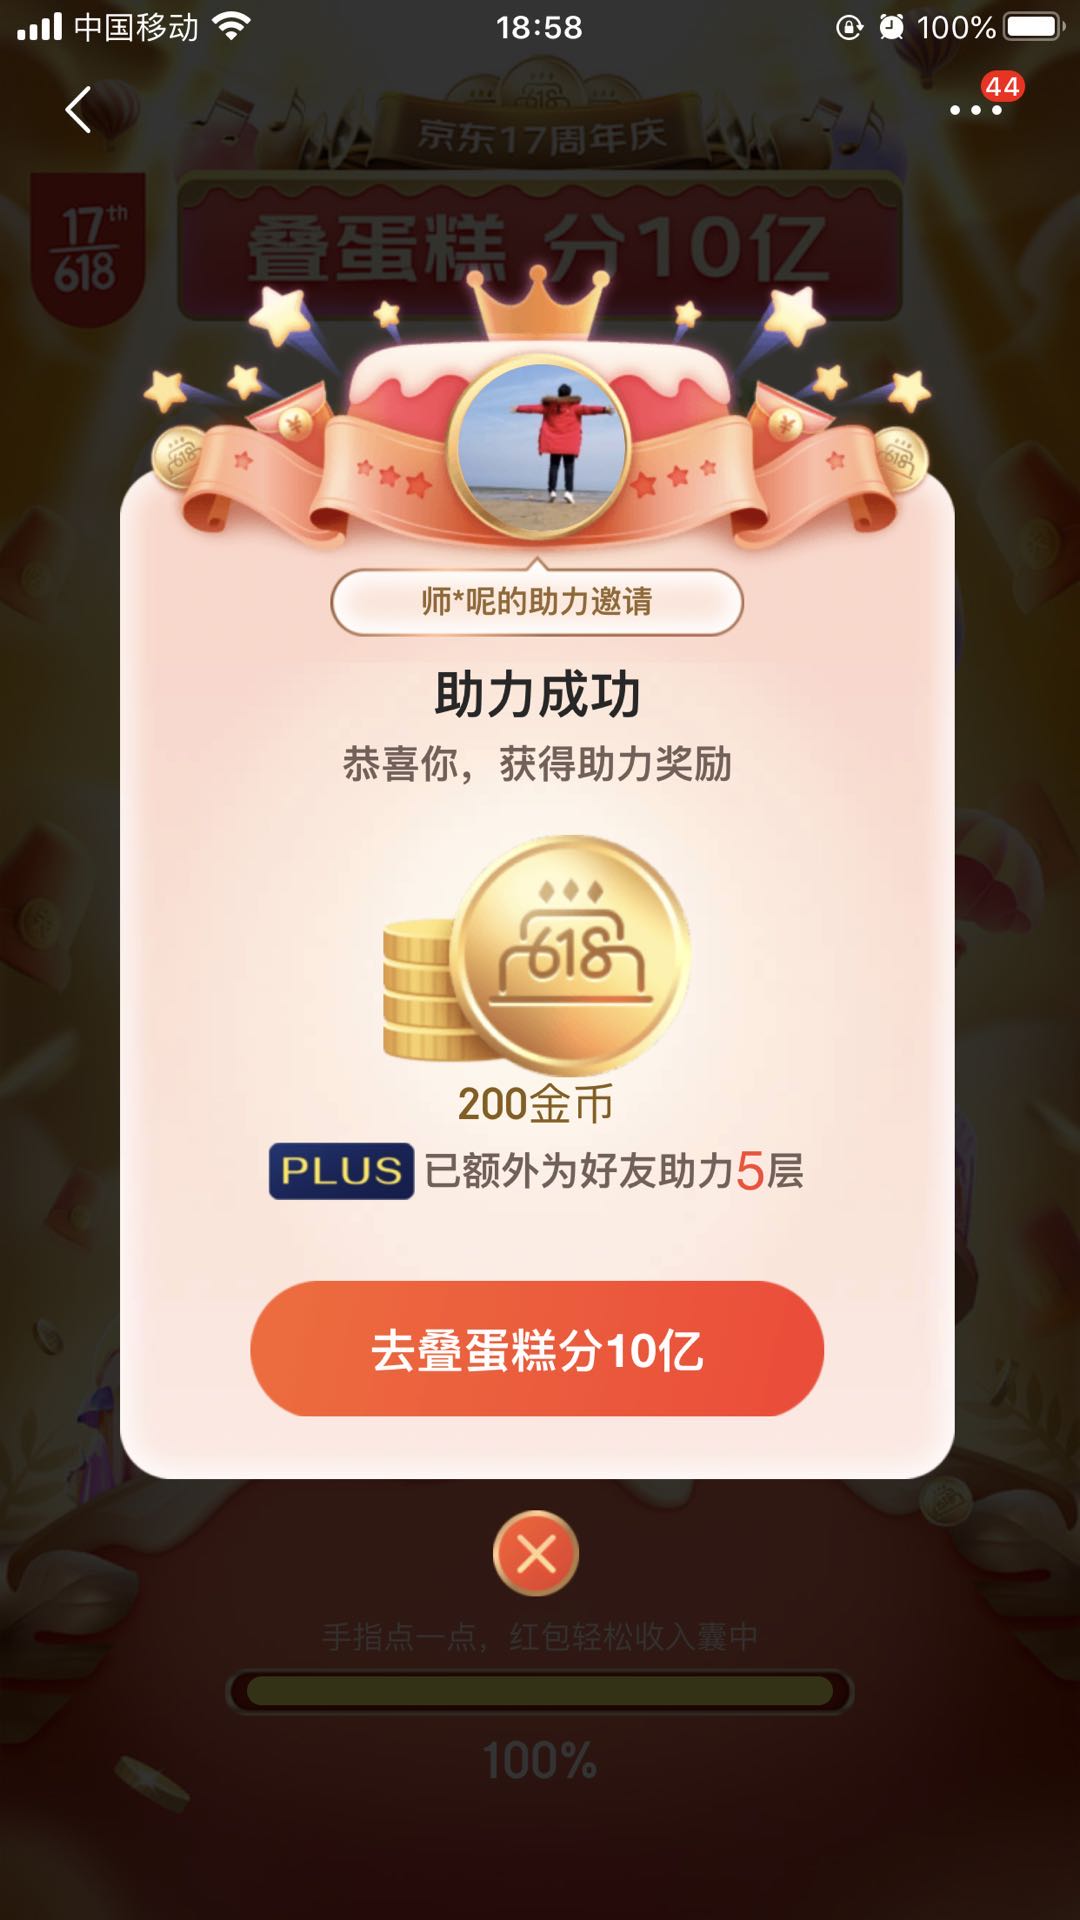 中国移动
18:58
100%
44
京东17周年庆
17th
618
叠蛋糕 分10亿
师*呢的助力邀请
助力成功
恭喜你，获得助力奖励
618
200金币
PLUS 已额外为好友助力5层
去叠蛋糕分10亿
手指点一点，红包轻松收入囊中
100%